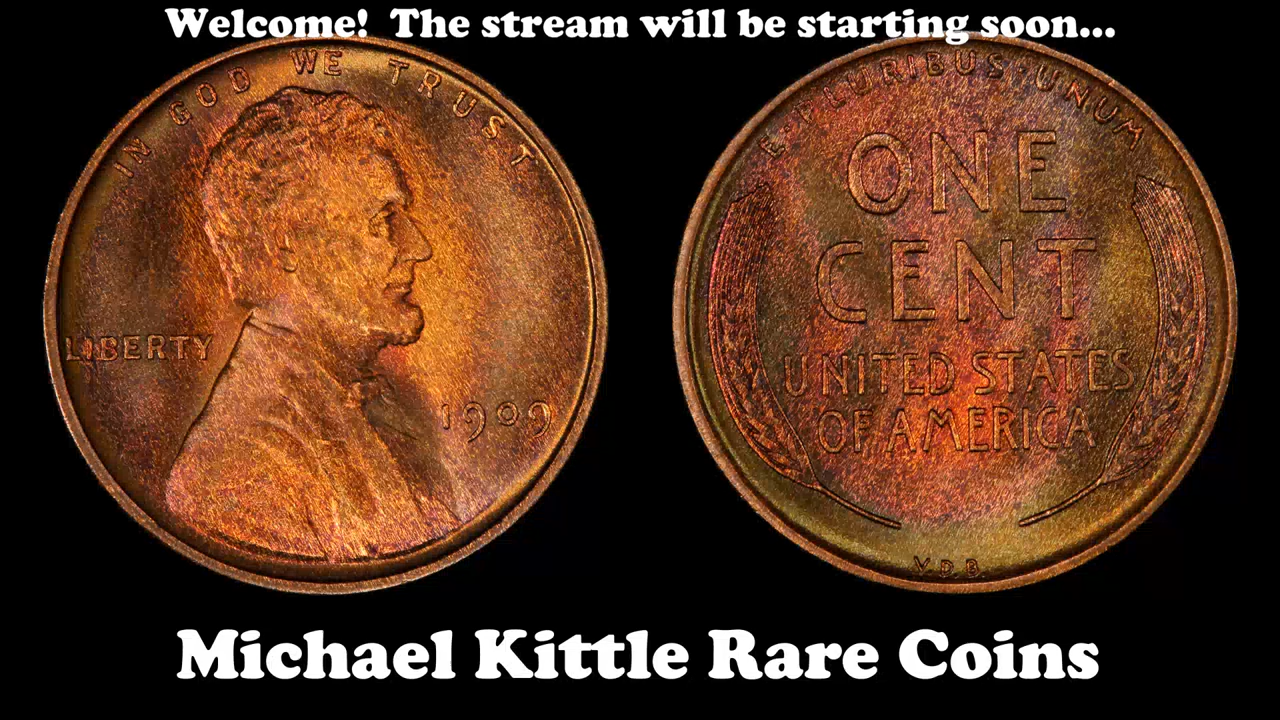 Welcome!  The stream will be starting soon...
IN GOD WE TRUST
LIBERTY
1909
E·PLURIBUS·UNUM
ONE
CENT
UNITED STATES
OF AMERICA
V.D.B.
Michael Kittle Rare Coins